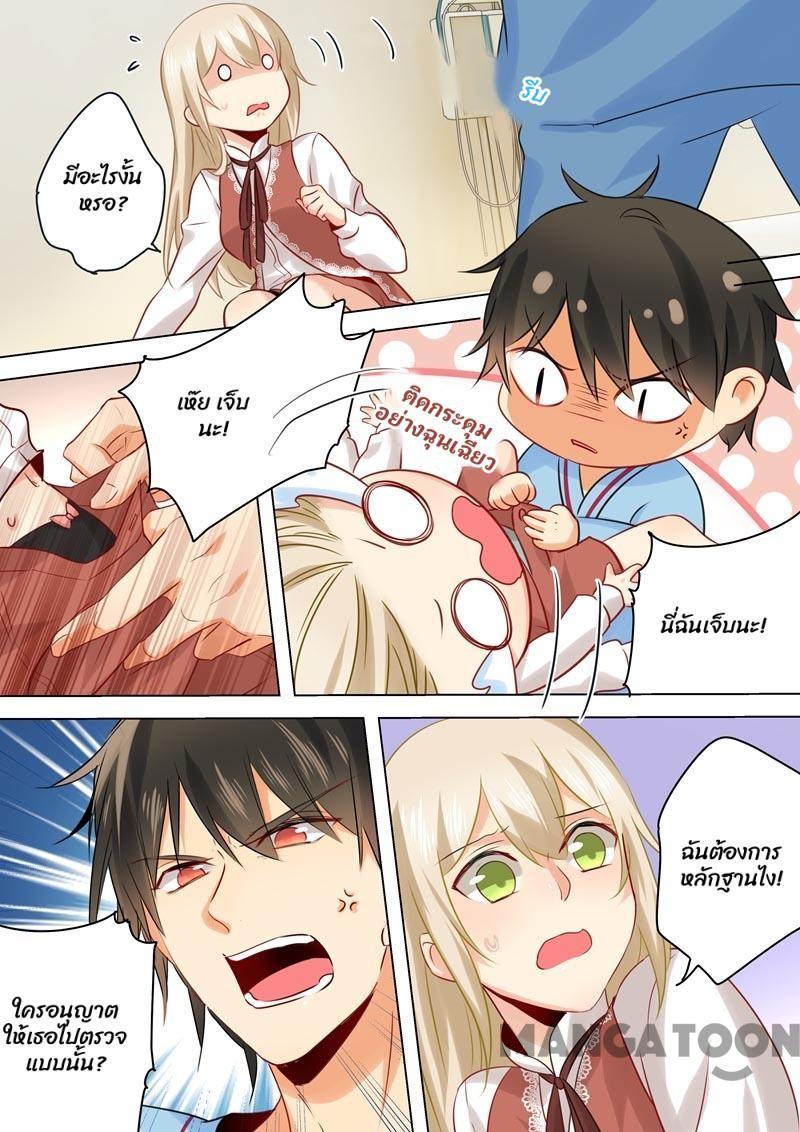 รีบ
มีอะไรงั้น
หรอ?
เห๊ย เจ็บ
นะ!
ติดกระดุม
อย่างฉุนเฉียว
นี่ฉันเจ็บนะ!
ฉันต้องการ
หลักฐานไง!
ใครอนุญาต
ให้เธอไปตรวจ
แบบนั้น?
MANGATOON